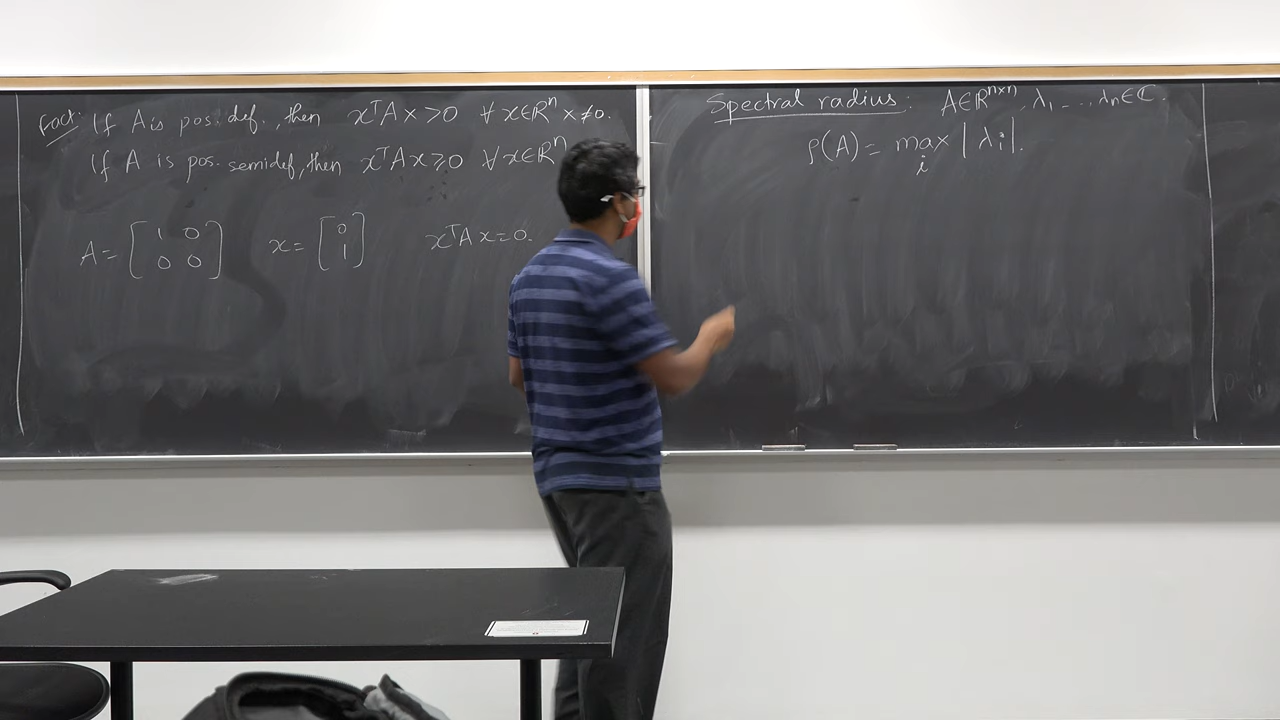 Fact: If A is pos. def., then xᵀAx > 0 ∀ x∈ℝⁿ x≠0.
If A is pos. semidef, then xᵀAx ≥ 0 ∀ x∈ℝⁿ
A = [1 0; 0 0] x = [0; 1] xᵀAx = 0.
Spectral radius: A∈ℝⁿˣⁿ, λ₁ ..., λₙ∈ℂ.
ρ(A) = max_i |λᵢ|.